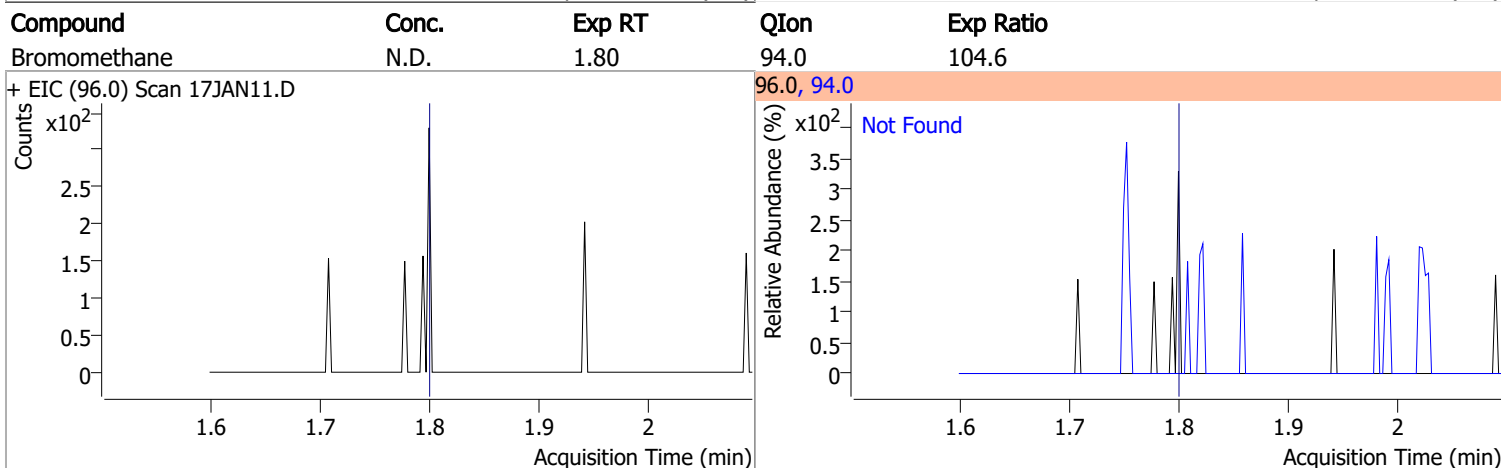 Compound Conc. Exp RT QIon Exp Ratio
Bromomethane N.D. 1.80 94.0 104.6
+ EIC (96.0) Scan 17JAN11.D
Counts
x10²
2.5
2
1.5
1
0.5
0
1.6 1.7 1.8 1.9 2
Acquisition Time (min)
96.0, 94.0
Relative Abundance (%)
x10²
Not Found
3.5
3
2.5
2
1.5
1
0.5
0
1.6 1.7 1.8 1.9 2
Acquisition Time (min)